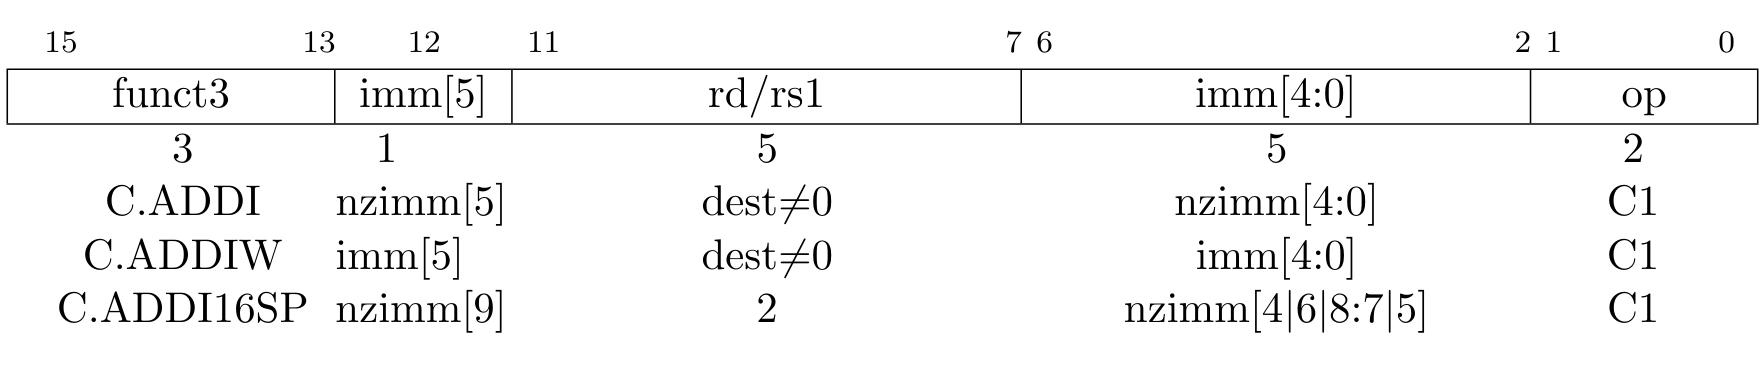 15 13 12 11 7 6 2 1 0
funct3 imm[5] rd/rs1 imm[4:0] op
3 1 5 5 2
C.ADDI nzimm[5] dest≠0 nzimm[4:0] C1
C.ADDIW imm[5] dest≠0 imm[4:0] C1
C.ADDI16SP nzimm[9] 2 nzimm[4|6|8:7|5] C1